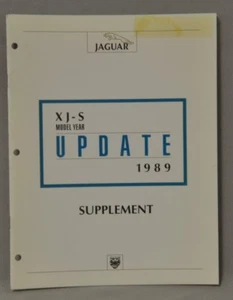 JAGUAR
XJ-S
MODEL YEAR
UPDATE
1989
SUPPLEMENT